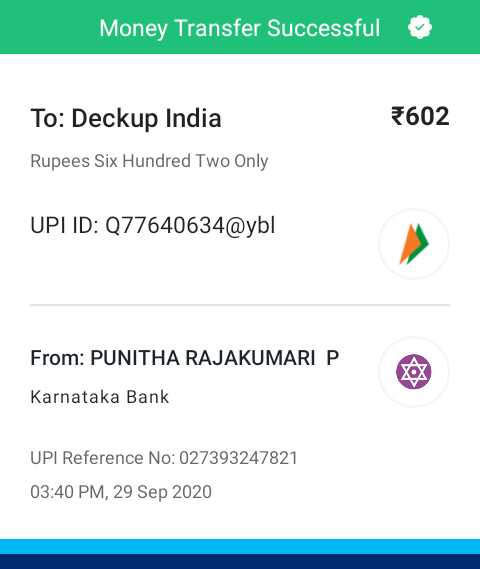 Money Transfer Successful
To: Deckup India ₹602
Rupees Six Hundred Two Only
UPI ID: Q77640634@ybl
From: PUNITHA RAJAKUMARI P
Karnataka Bank
UPI Reference No: 027393247821
03:40 PM, 29 Sep 2020